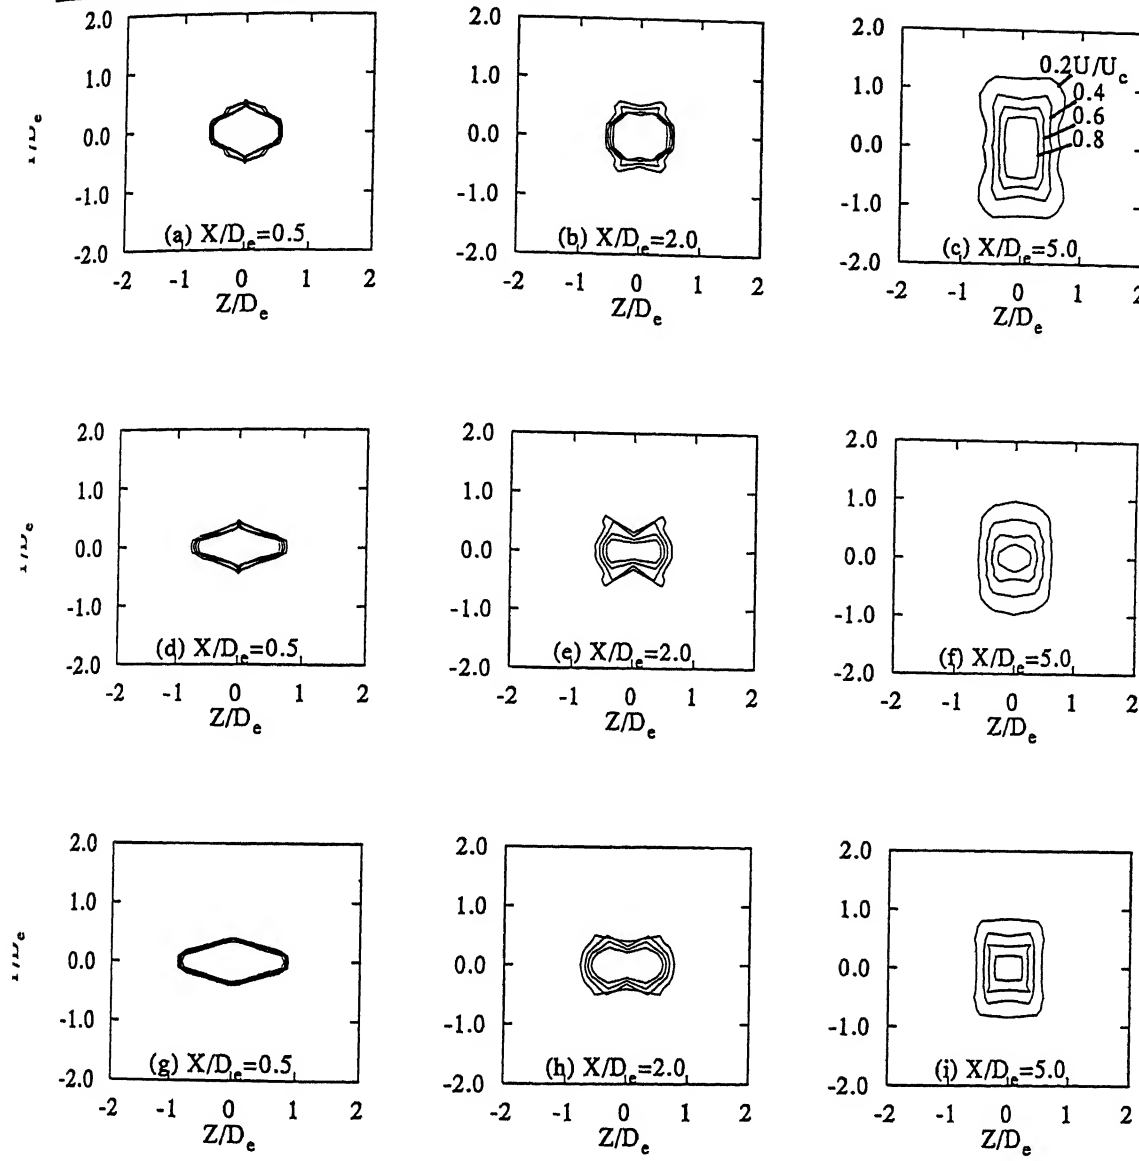 2.0 2.0 2.0
1.0 1.0 1.0 0.2U/U_c
0.4
0.0 0.0 0.0 0.6
0.8
-1.0 -1.0 -1.0
-2.0 (a) X/D_e=0.5 -2.0 (b) X/D_e=2.0 -2.0 (c) X/D_e=5.0
-2 -1 0 1 2 -2 -1 0 1 2 -2 -1 0 1 2
Z/D_e Z/D_e Z/D_e
2.0 2.0 2.0
1.0 1.0 1.0
0.0 0.0 0.0
-1.0 -1.0 -1.0
-2.0 (d) X/D_e=0.5 -2.0 (e) X/D_e=2.0 -2.0 (f) X/D_e=5.0
-2 -1 0 1 2 -2 -1 0 1 2 -2 -1 0 1 2
Z/D_e Z/D_e Z/D_e
2.0 2.0 2.0
1.0 1.0 1.0
0.0 0.0 0.0
-1.0 -1.0 -1.0
-2.0 (g) X/D_e=0.5 -2.0 (h) X/D_e=2.0 -2.0 (i) X/D_e=5.0
-2 -1 0 1 2 -2 -1 0 1 2 -2 -1 0 1 2
Z/D_e Z/D_e Z/D_e